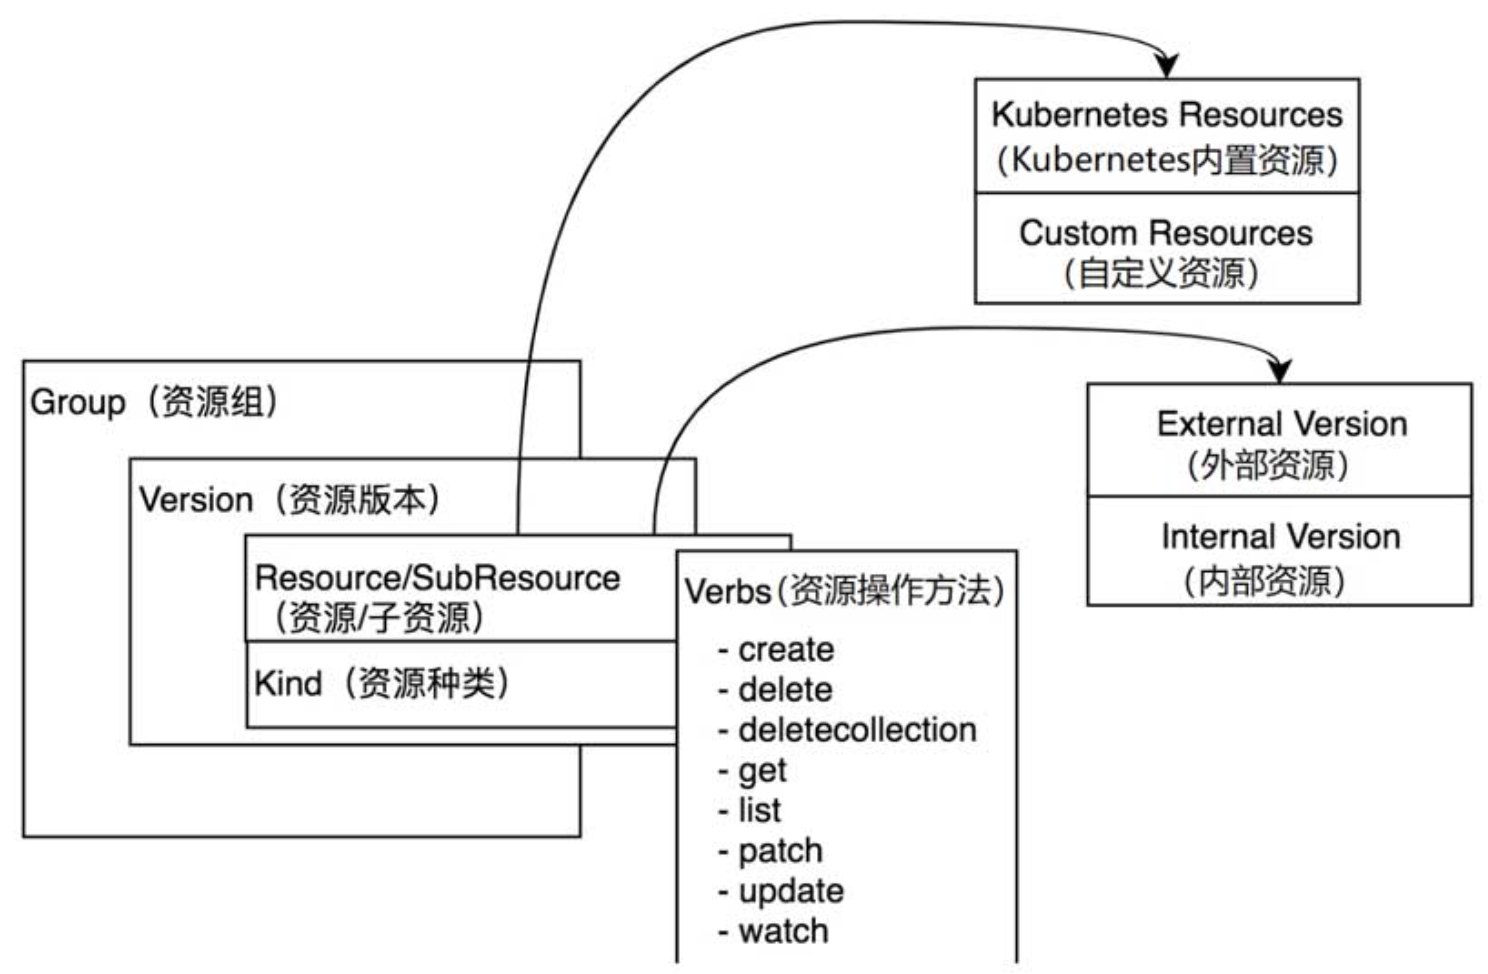 Kubernetes Resources
（Kubernetes内置资源）
Custom Resources
（自定义资源）
Group（资源组）
External Version
（外部资源）
Version（资源版本）
Internal Version
（内部资源）
Resource/SubResource
（资源/子资源）
Kind（资源种类）
Verbs（资源操作方法）
- create
- delete
- deletecollection
- get
- list
- patch
- update
- watch